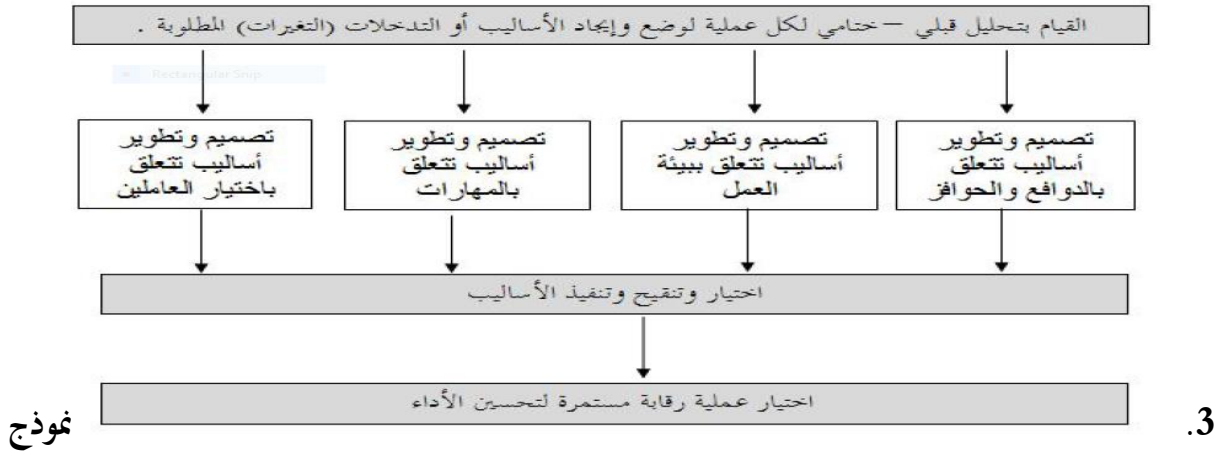 القيام بتحليل قبلي – ختامي لكل عملية لوضع وإيجاد الأساليب أو التدخلات (التغيرات) المطلوبة .
Rectangular Snip
تصميم وتطوير
أساليب تتعلق
بالدوافع والحوافز
تصميم وتطوير
أساليب تتعلق ببيئة
العمل
تصميم وتطوير
أساليب تتعلق
بالمهارات
تصميم وتطوير
أساليب تتعلق
باختيار العاملين
اختيار وتنقيح وتنفيذ الأساليب
اختيار عملية رقابة مستمرة لتحسين الأداء
3. نموذج